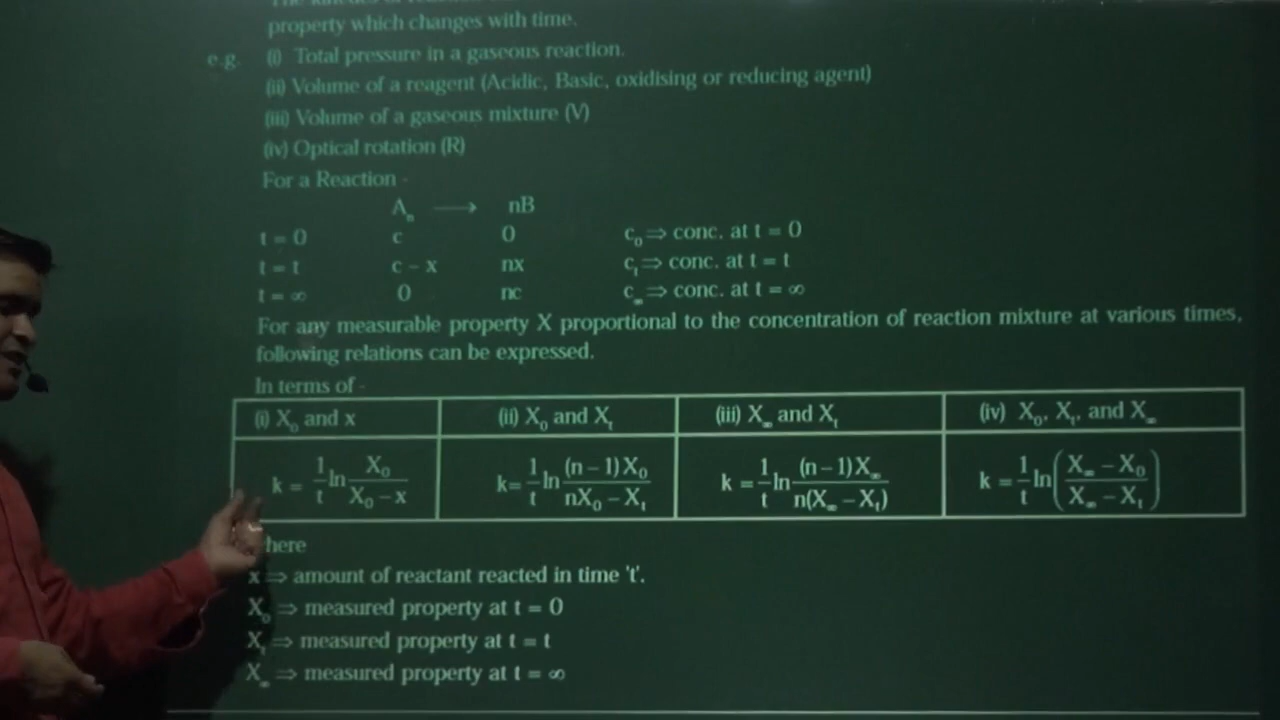 property which changes with time.
e.g. (i) Total pressure in a gaseous reaction.
(ii) Volume of a reagent (Acidic, Basic, oxidising or reducing agent)
(iii) Volume of a gaseous mixture (V)
(iv) Optical rotation (R)
For a Reaction -
Aₙ ⟶ nB
t = 0 c 0 c₀ ⇒ conc. at t = 0
t = t c – x nx cₜ ⇒ conc. at t = t
t = ∞ 0 nc c∞ ⇒ conc. at t = ∞
For any measurable property X proportional to the concentration of reaction mixture at various times,
following relations can be expressed.
In terms of -
(i) X₀ and x (ii) X₀ and Xₜ (iii) X∞ and Xₜ (iv) X₀, Xₜ, and X∞
k = 1/t ln X₀/(X₀ – x) k = 1/t ln (n – 1)X₀/(nX₀ – Xₜ) k = 1/t ln (n – 1)X∞/(n(X∞ – Xₜ)) k = 1/t ln((X∞ – X₀)/(X∞ – Xₜ))
here
x ⇒ amount of reactant reacted in time 't'.
X₀ ⇒ measured property at t = 0
Xₜ ⇒ measured property at t = t
X∞ ⇒ measured property at t = ∞